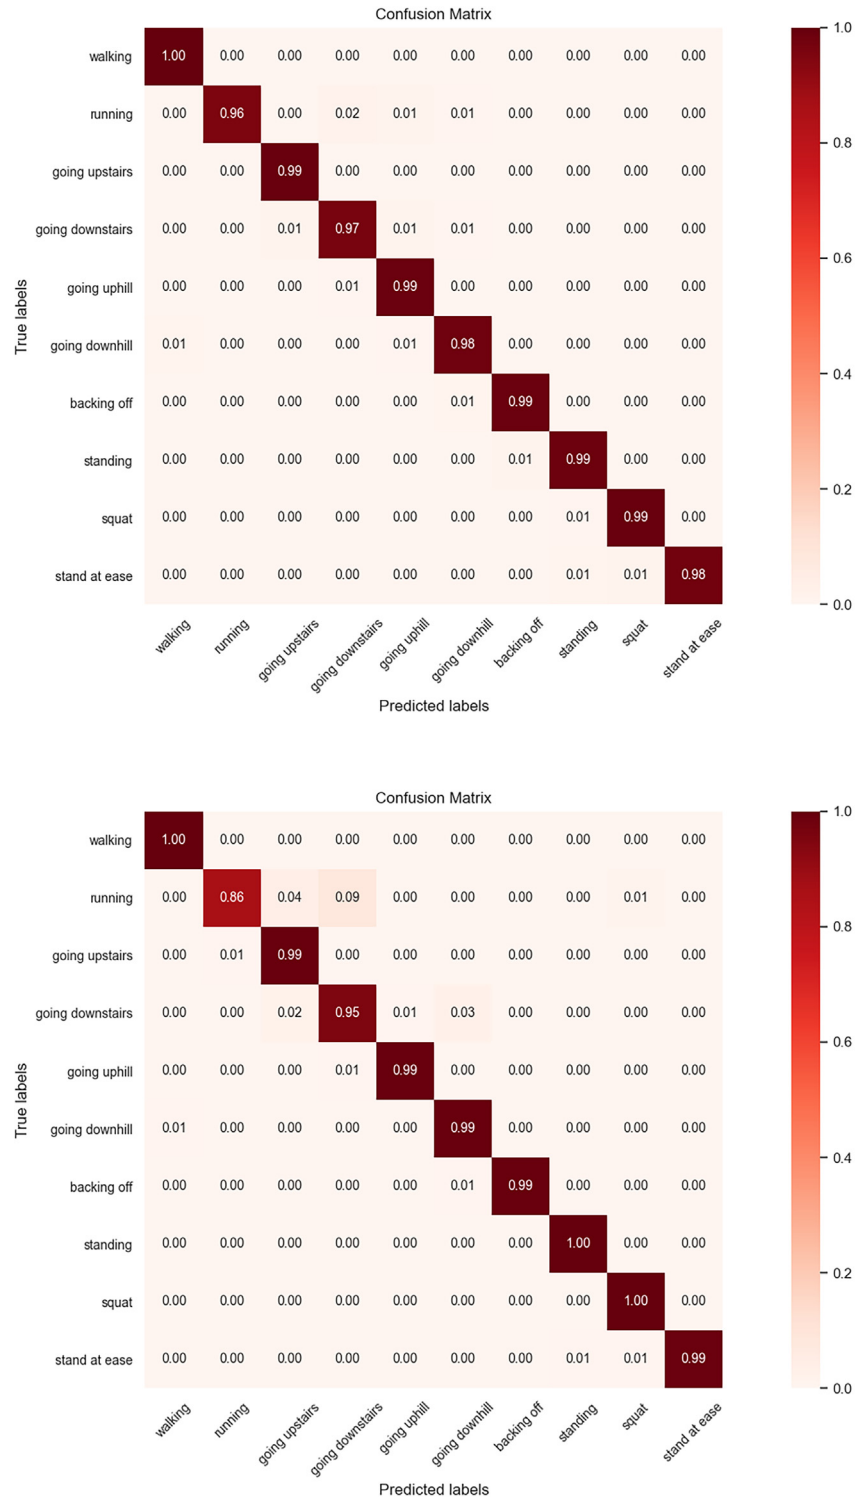 Confusion Matrix
walking 1.00 0.00 0.00 0.00 0.00 0.00 0.00 0.00 0.00 0.00
running 0.00 0.96 0.00 0.02 0.01 0.01 0.00 0.00 0.00 0.00
going upstairs 0.00 0.00 0.99 0.00 0.00 0.00 0.00 0.00 0.00 0.00
going downstairs 0.00 0.00 0.01 0.97 0.01 0.01 0.00 0.00 0.00 0.00
going uphill 0.00 0.00 0.00 0.01 0.99 0.00 0.00 0.00 0.00 0.00
going downhill 0.01 0.00 0.00 0.00 0.01 0.98 0.00 0.00 0.00 0.00
backing off 0.00 0.00 0.00 0.00 0.00 0.01 0.99 0.00 0.00 0.00
standing 0.00 0.00 0.00 0.00 0.00 0.00 0.01 0.99 0.00 0.00
squat 0.00 0.00 0.00 0.00 0.00 0.00 0.00 0.01 0.99 0.00
stand at ease 0.00 0.00 0.00 0.00 0.00 0.00 0.00 0.01 0.01 0.98
True labels
walking running going upstairs going downstairs going uphill going downhill backing off standing squat stand at ease
Predicted labels
1.0
0.8
0.6
0.4
0.2
0.0
Confusion Matrix
walking 1.00 0.00 0.00 0.00 0.00 0.00 0.00 0.00 0.00 0.00
running 0.00 0.86 0.04 0.09 0.00 0.00 0.00 0.00 0.01 0.00
going upstairs 0.00 0.01 0.99 0.00 0.00 0.00 0.00 0.00 0.00 0.00
going downstairs 0.00 0.00 0.02 0.95 0.01 0.03 0.00 0.00 0.00 0.00
going uphill 0.00 0.00 0.00 0.01 0.99 0.00 0.00 0.00 0.00 0.00
going downhill 0.01 0.00 0.00 0.00 0.00 0.99 0.00 0.00 0.00 0.00
backing off 0.00 0.00 0.00 0.00 0.00 0.01 0.99 0.00 0.00 0.00
standing 0.00 0.00 0.00 0.00 0.00 0.00 0.00 1.00 0.00 0.00
squat 0.00 0.00 0.00 0.00 0.00 0.00 0.00 0.00 1.00 0.00
stand at ease 0.00 0.00 0.00 0.00 0.00 0.00 0.00 0.01 0.01 0.99
True labels
walking running going upstairs going downstairs going uphill going downhill backing off standing squat stand at ease
Predicted labels
1.0
0.8
0.6
0.4
0.2
0.0